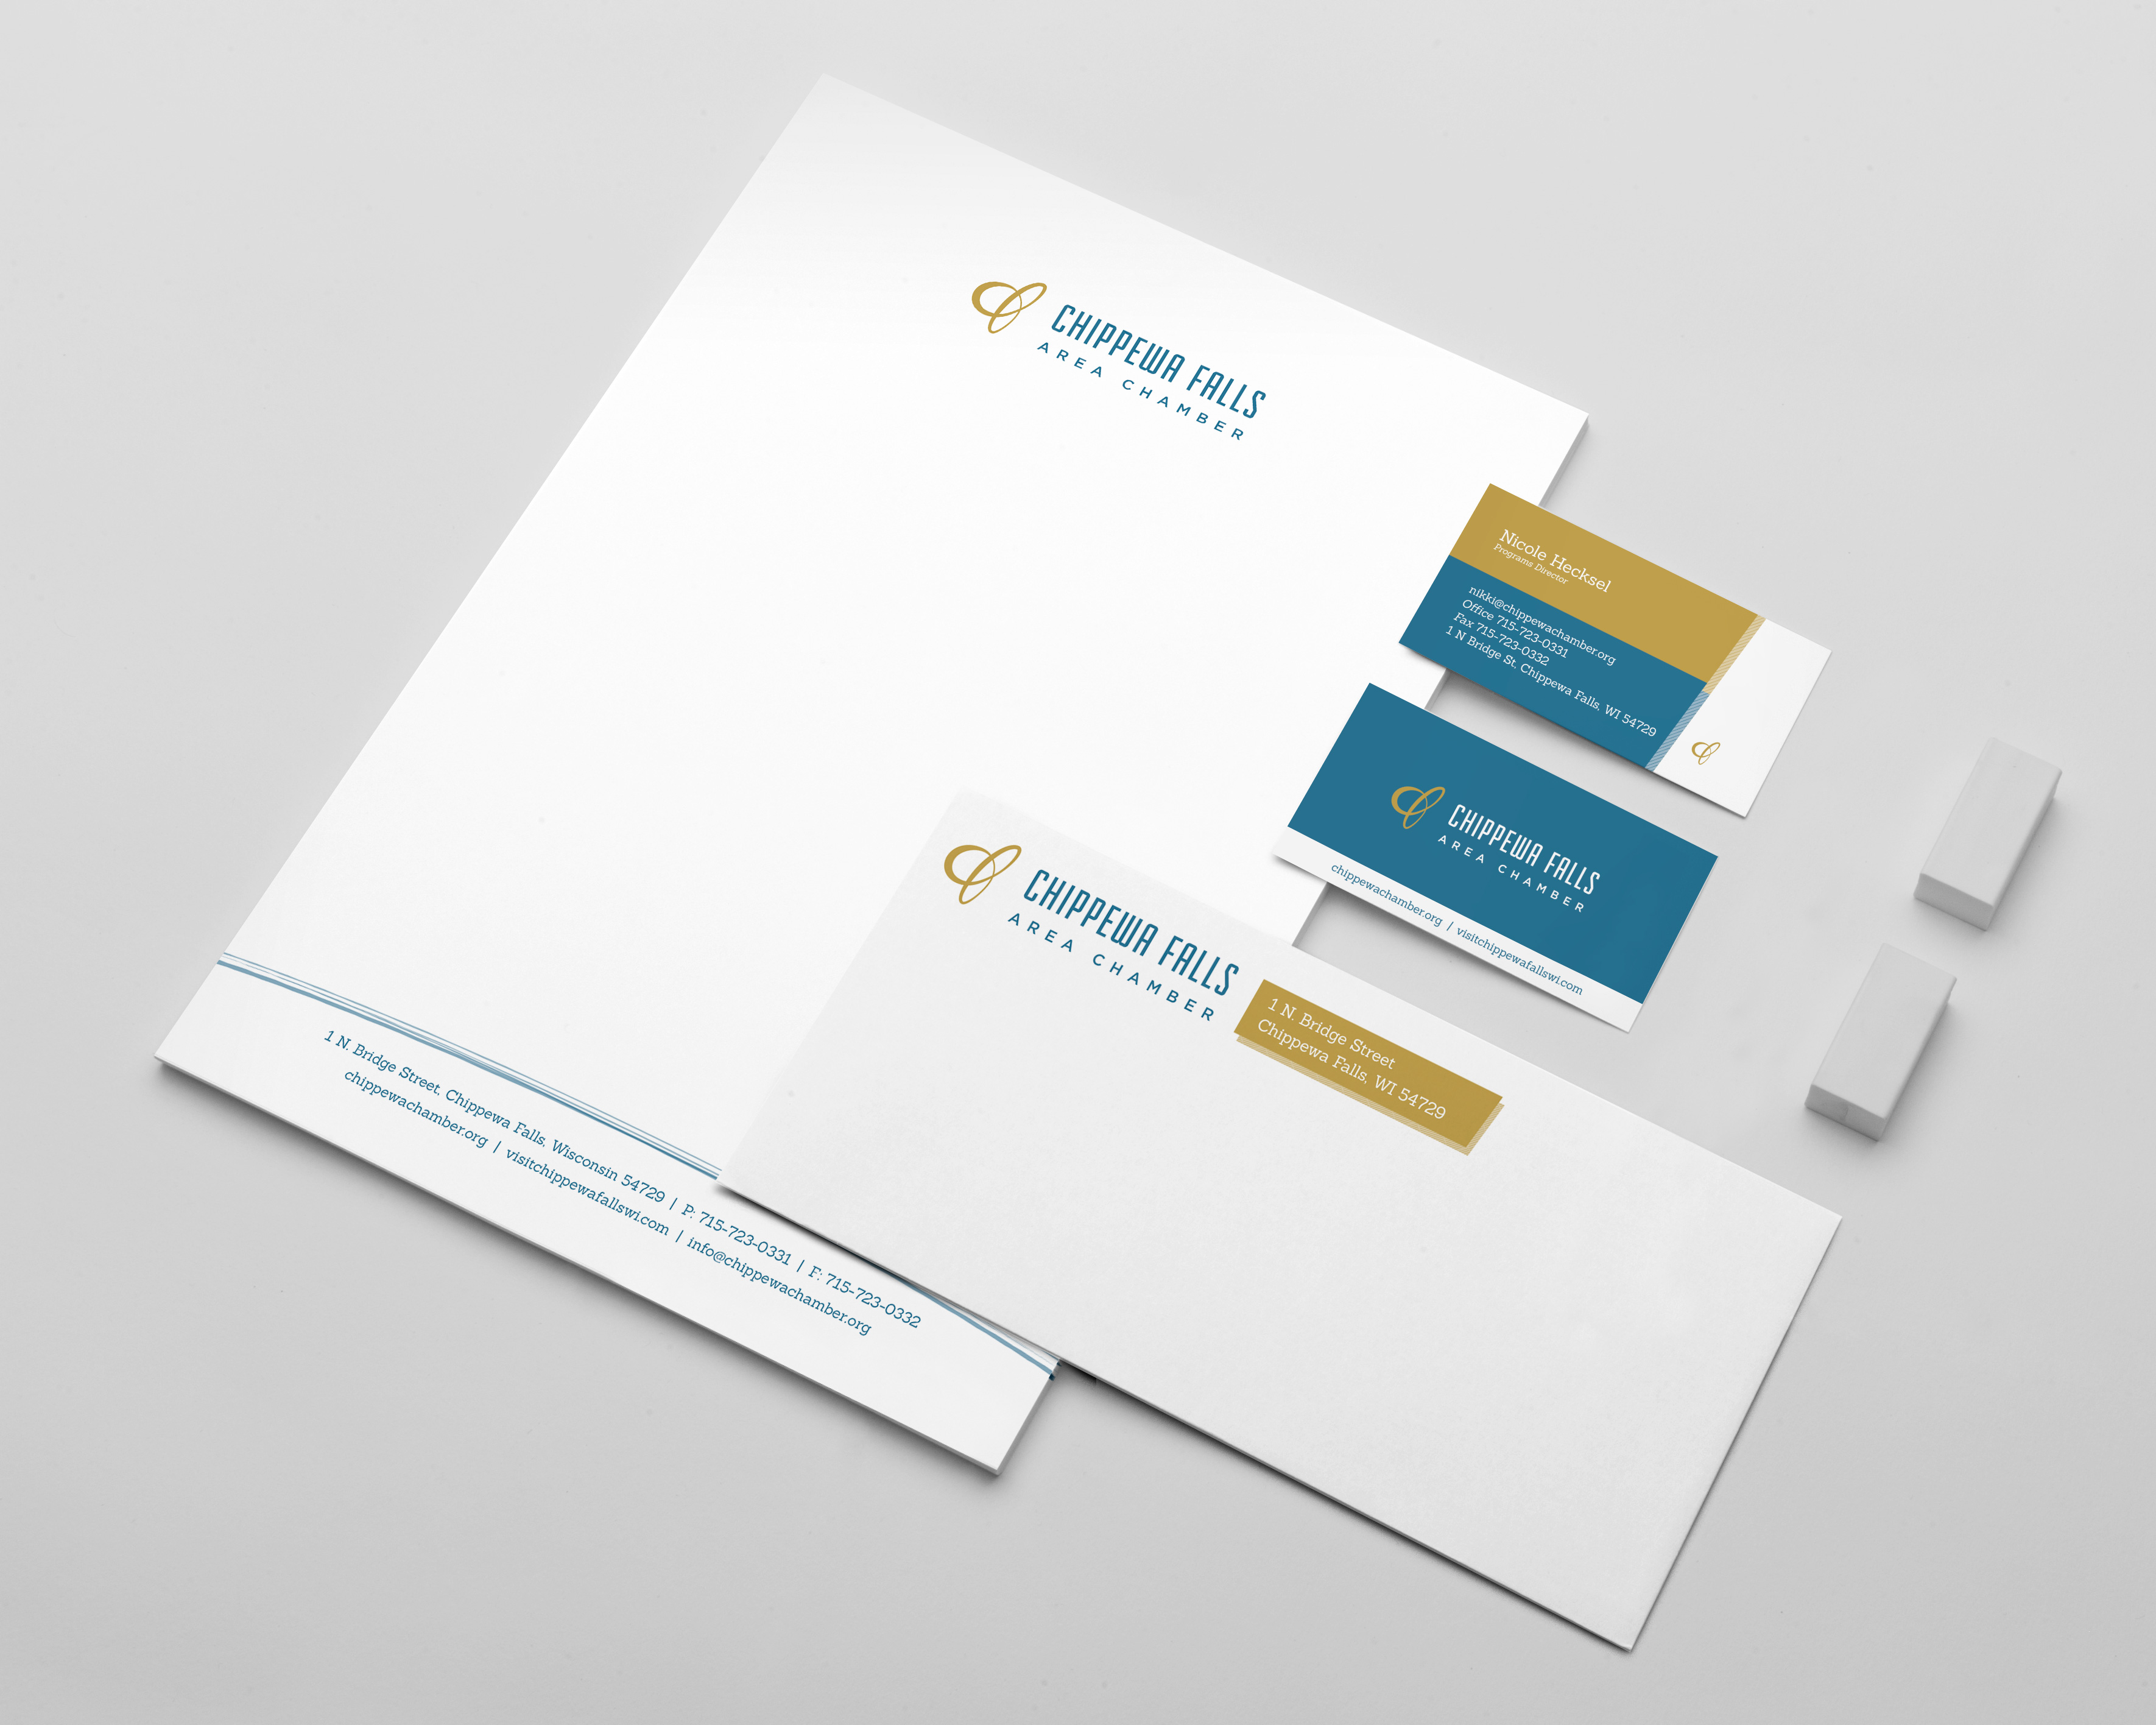 CHIPPEWA FALLS
AREA CHAMBER
Nicole Hecksel
Programs Director
nikki@chippewachamber.org
Office 715-723-0331
Fax 715-723-0332
1 N Bridge St. Chippewa Falls, WI 54729
CHIPPEWA FALLS
AREA CHAMBER
chippewachamber.org | visitchippewafallswi.com
CHIPPEWA FALLS
AREA CHAMBER
1 N. Bridge Street
Chippewa Falls, WI 54729
1 N. Bridge Street, Chippewa Falls, Wisconsin 54729 | P: 715-723-0331 | F: 715-723-0332
chippewachamber.org | visitchippewafallswi.com | info@chippewachamber.org